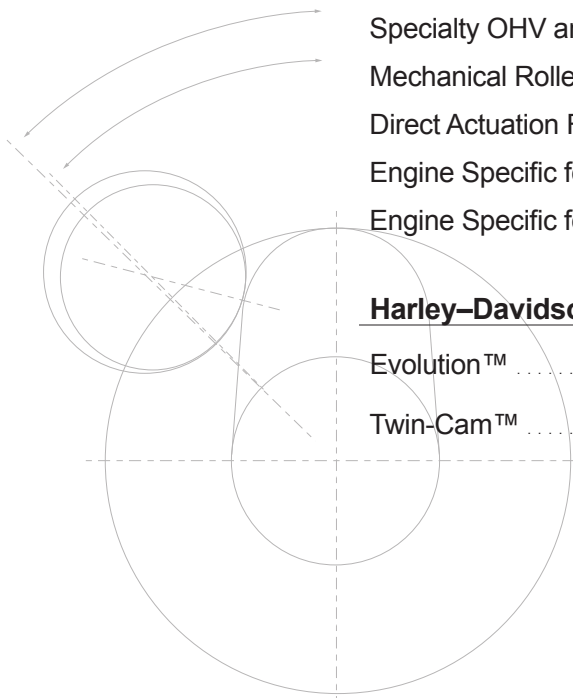 Specialty OHV
Mechanical
Direct Actuation
Engine Specific
Engine Specific
Harley–
Evolution™ ......
Twin-Cam™ .....